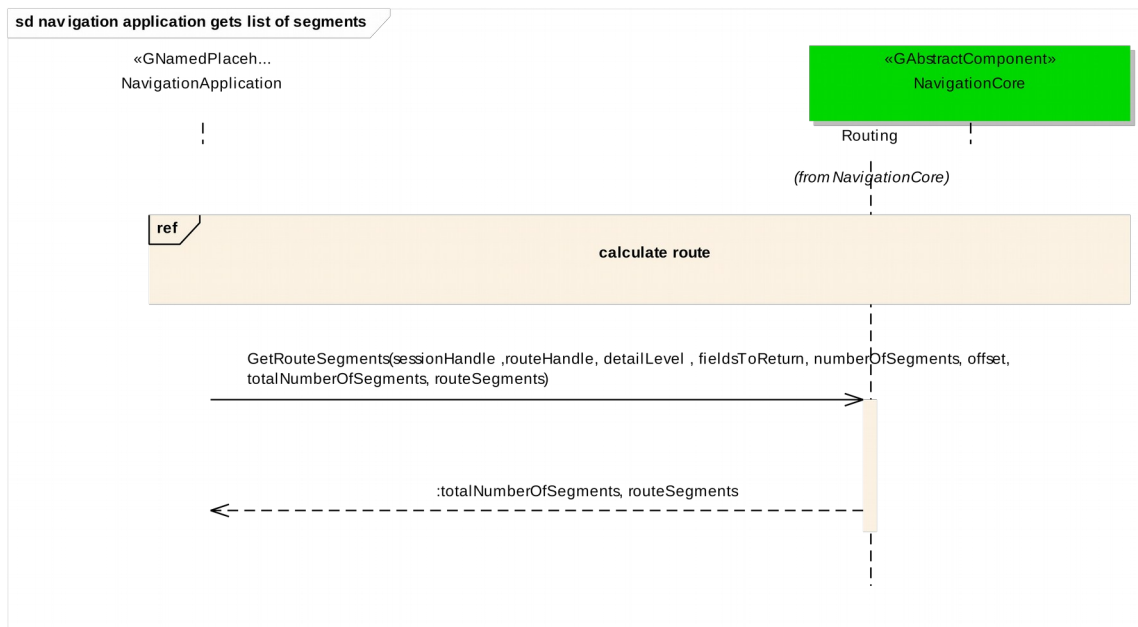 sd navigation application gets list of segments
«GNamedPlaceh...
NavigationApplication
«GAbstractComponent»
NavigationCore
Routing
(from NavigationCore)
ref
calculate route
GetRouteSegments(sessionHandle ,routeHandle, detailLevel , fieldsToReturn, numberOfSegments, offset,
totalNumberOfSegments, routeSegments)
:totalNumberOfSegments, routeSegments